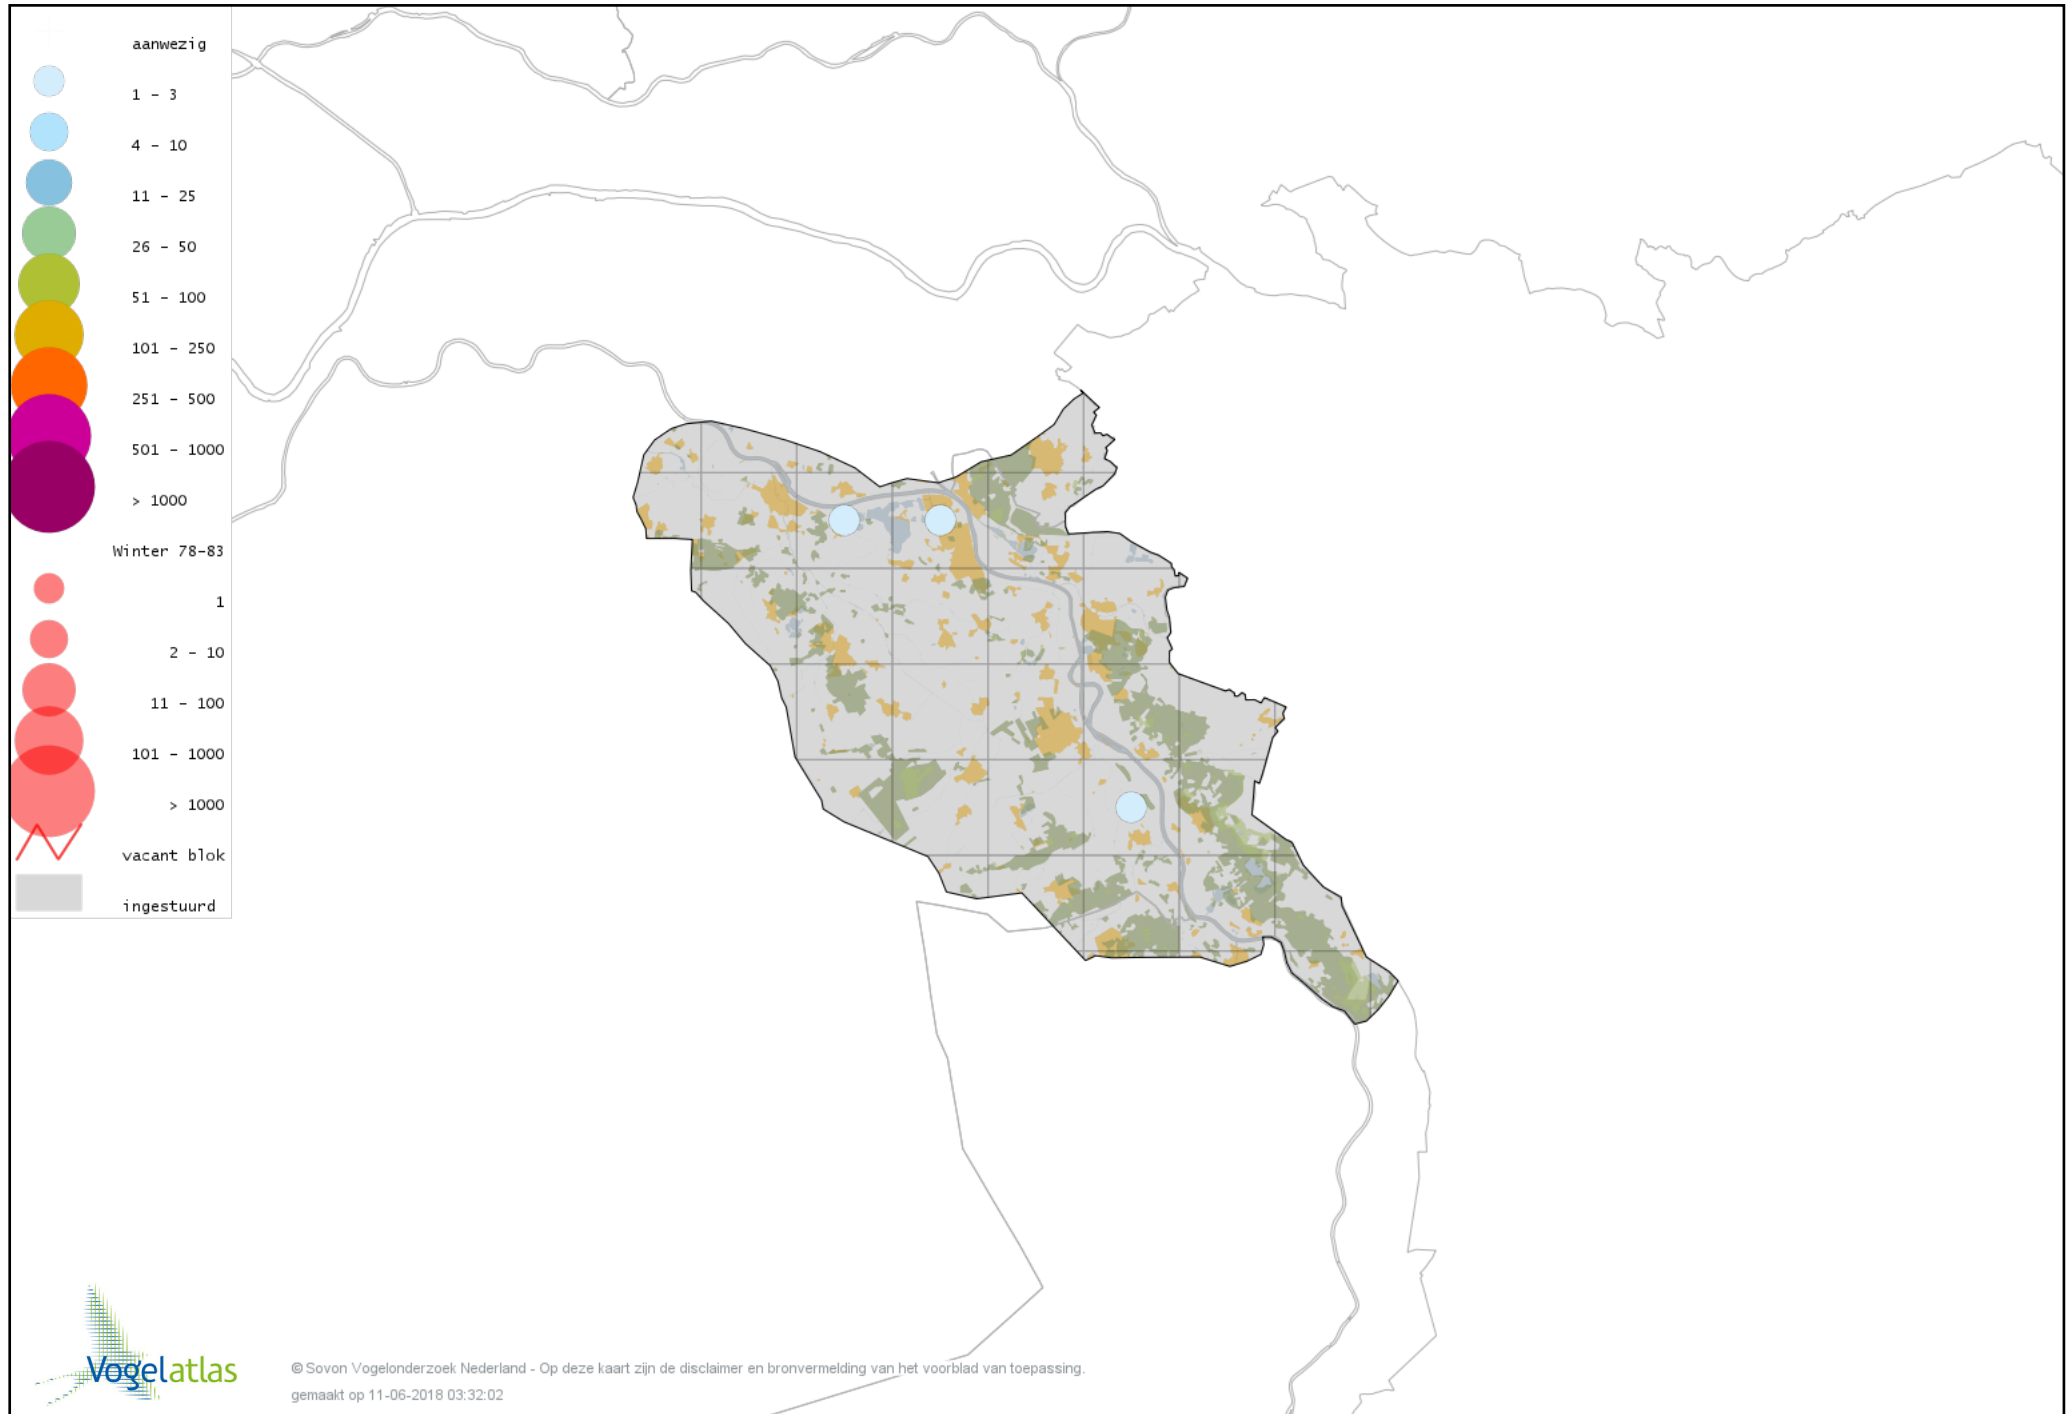 aanwezig
1 - 3
4 - 10
11 - 25
26 - 50
51 - 100
101 - 250
251 - 500
501 - 1000
> 1000
Winter 78-83
1
2 - 10
11 - 100
101 - 1000
> 1000
vacant blok
ingestuurd
Vogelatlas
© Sovon Vogelonderzoek Nederland - Op deze kaart zijn de disclaimer en bronvermelding van het voorblad van toepassing.
gemaakt op 11-06-2018 03:32:02